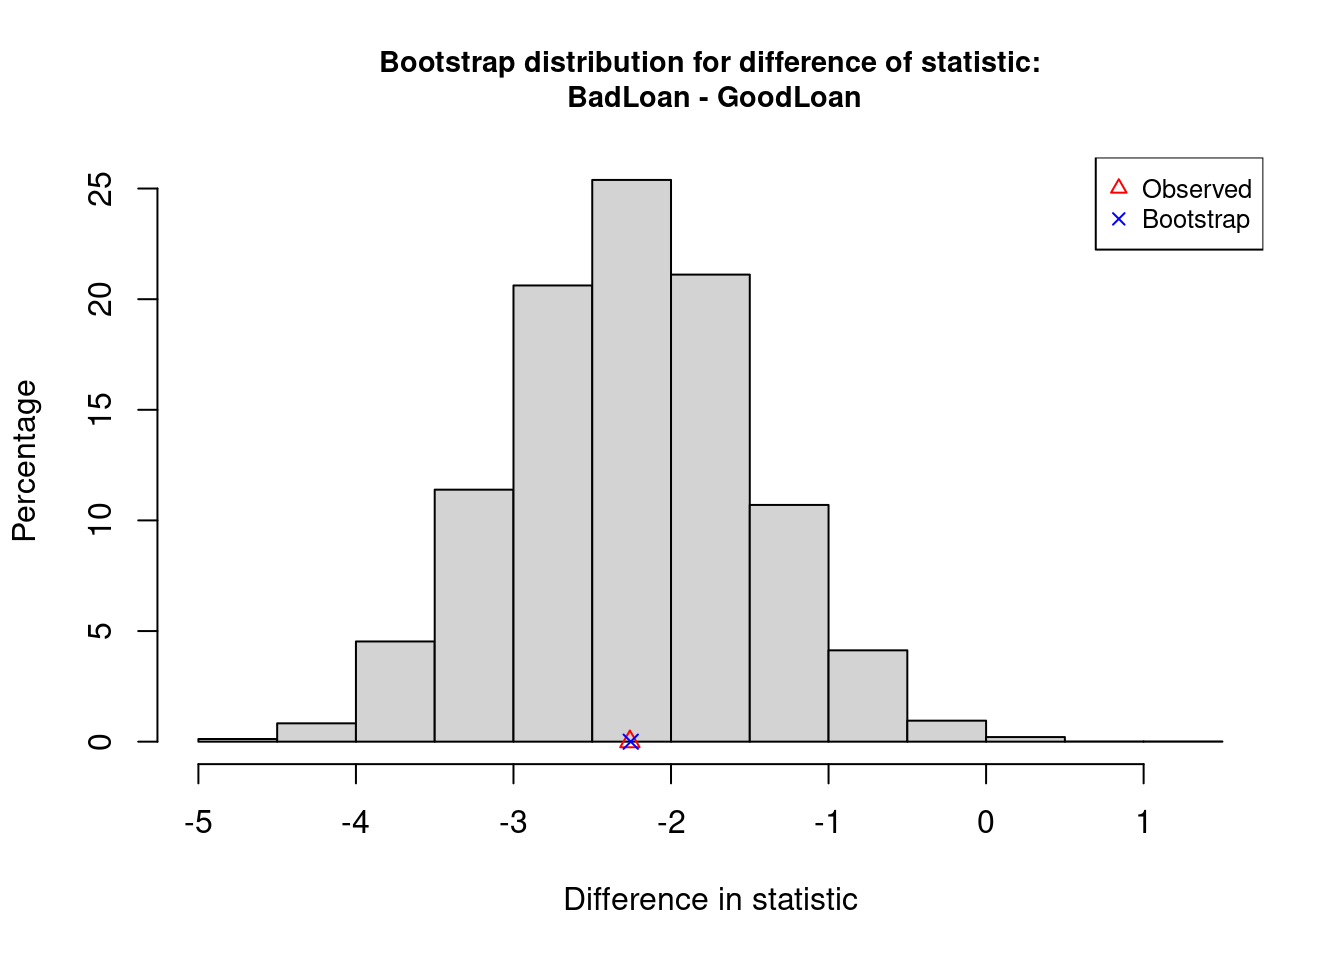 Bootstrap distribution for difference of statistic:
BadLoan - GoodLoan
Observed
Bootstrap
25
20
15
10
5
0
Percentage
-5 -4 -3 -2 -1 0 1
Difference in statistic